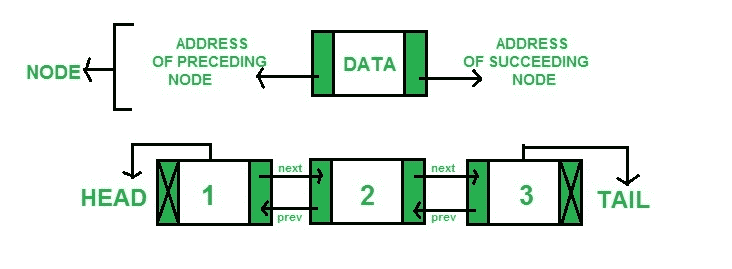 NODE
ADDRESS
OF PRECEDING
NODE
DATA
ADDRESS
OF SUCCEEDING
NODE
HEAD
1
next
prev
2
next
prev
3
TAIL